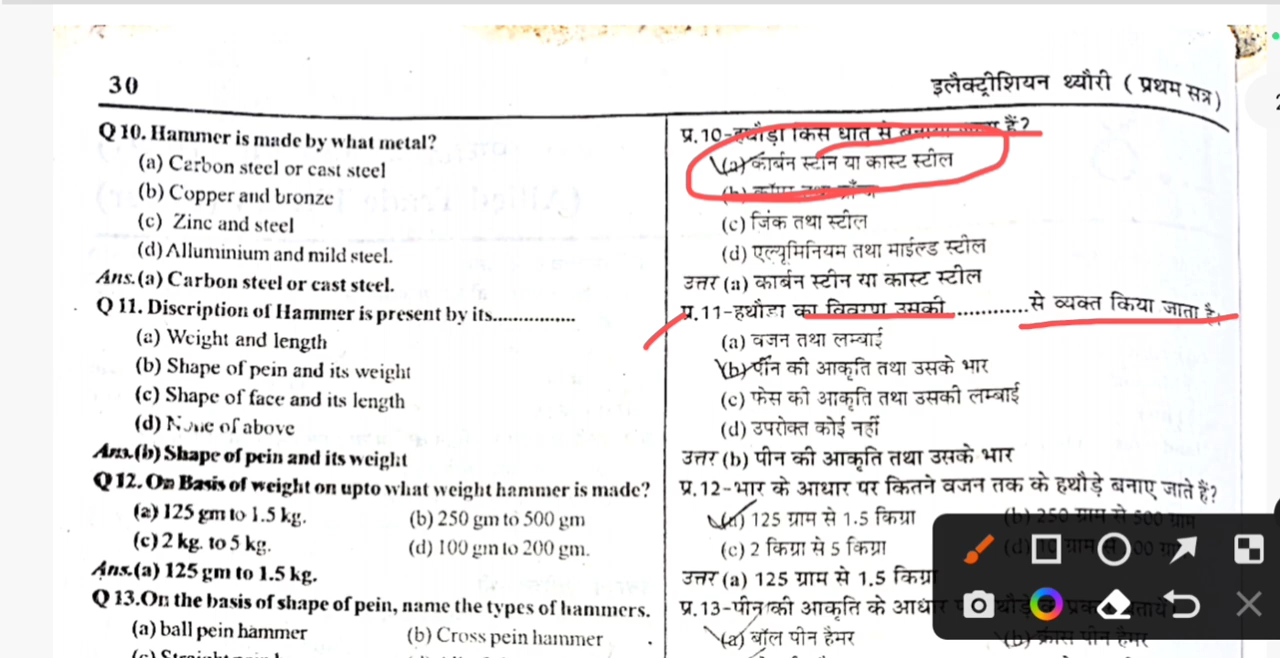 30
इलैक्ट्रीशियन थ्यौरी ( प्रथम सत्र)
Q 10. Hammer is made by what metal?
(a) Carbon steel or cast steel
(b) Copper and bronze
(c) Zinc and steel
(d) Alluminium and mild steel.
Ans.(a) Carbon steel or cast steel.
Q 11. Discription of Hammer is present by its................
(a) Weight and length
(b) Shape of pein and its weight
(c) Shape of face and its length
(d) None of above
Ans.(b) Shape of pein and its weight
Q 12. On Basis of weight on upto what weight hammer is made?
(a) 125 gm to 1.5 kg.
(b) 250 gm to 500 gm
(c) 2 kg. to 5 kg.
(d) 100 gm to 200 gm.
Ans.(a) 125 gm to 1.5 kg.
Q 13.On the basis of shape of pein, name the types of hammers.
(a) ball pein hammer
(b) Cross pein hammer
प्र.10-हथौड़ा किस धातु से बनाया जाता हैं?
(a) कार्बन स्टीन या कास्ट स्टील
(c) जिंक तथा स्टील
(d) एल्यूमिनियम तथा माईल्ड स्टील
उत्तर (a) कार्बन स्टीन या कास्ट स्टील
प्र.11-हथौडा का विवरण उसकी ............से व्यक्त किया जाता है,
(a) वजन तथा लम्बाई
(b) पीन की आकृति तथा उसके भार
(c) फेस की आकृति तथा उसकी लम्बाई
(d) उपरोक्त कोई नहीं
उत्तर (b) पीन की आकृति तथा उसके भार
प्र.12-भार के आधार पर कितने वजन तक के हथौड़े बनाए जाते हैं?
(a) 125 ग्राम से 1.5 किग्रा
(b) 250 ग्राम से 500 ग्राम
(c) 2 किग्रा से 5 किग्रा
उत्तर (a) 125 ग्राम से 1.5 किग्रा
प्र.13-पीन की आकृति के आधार
(a) बॉल पीन हैमर
(b) क्रास पीन हैमर